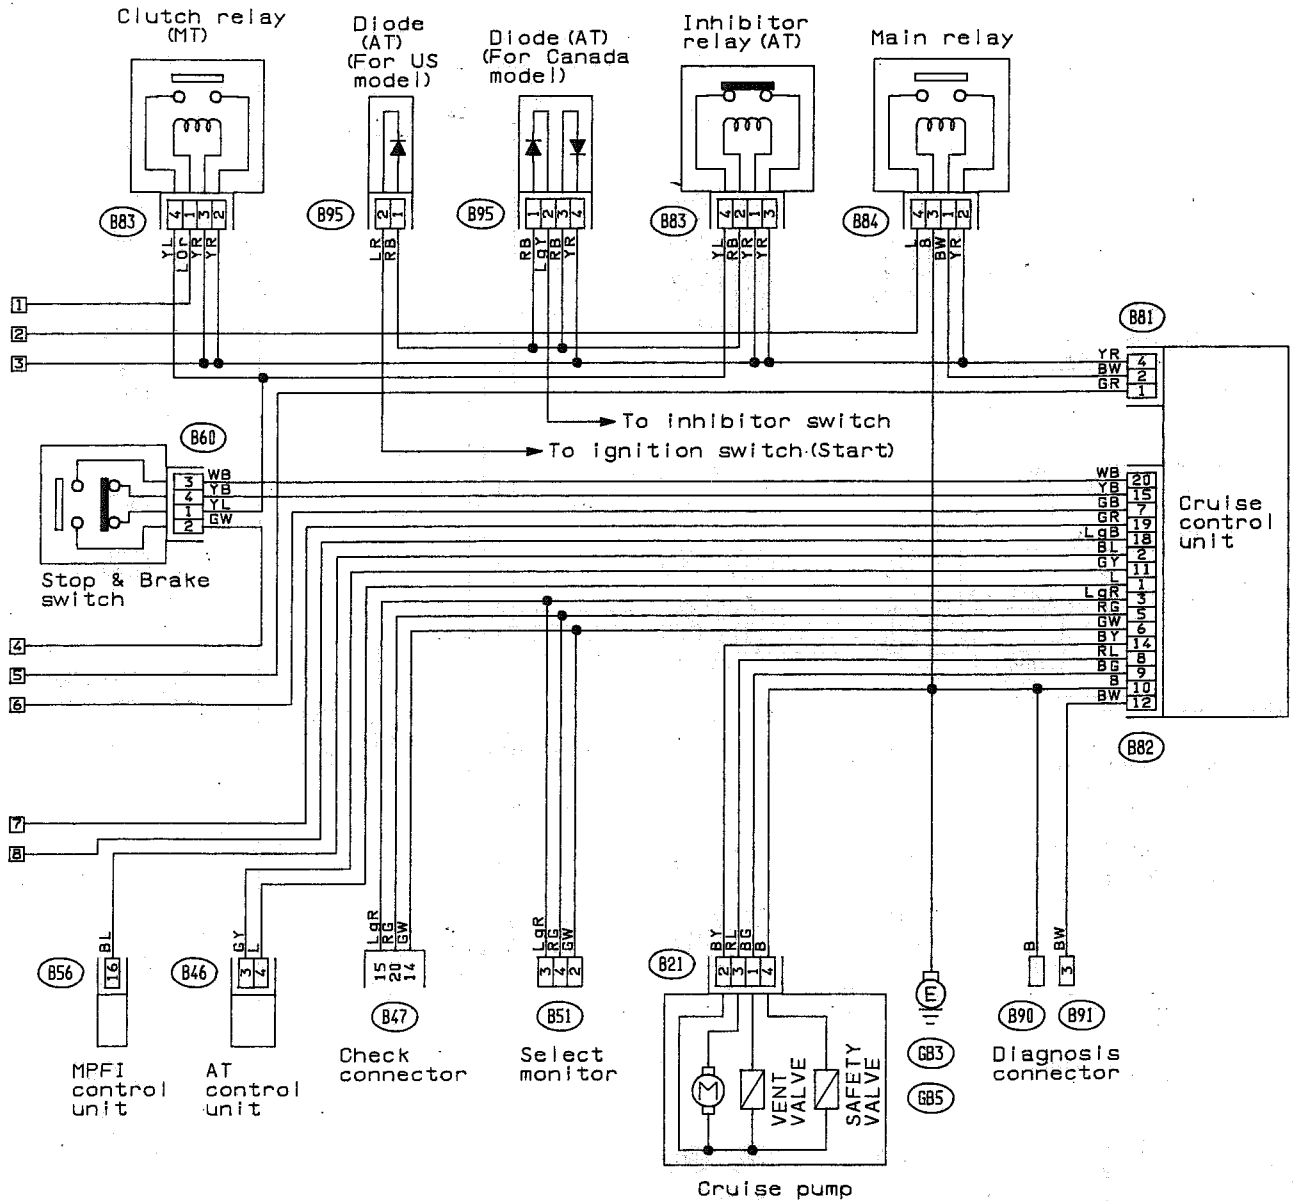 Clutch relay
(MT)
Diode
(AT)
(For US
model)
Diode (AT)
(For Canada
model)
Inhibitor
relay (AT)
Main relay
B83
4 1 3 2
YL Lor YR YR
B95
2 1
LR RB
B95
1 2 3 4
RB LgY RB YR
B83
4 2 1 3
YL RB YR YR
B84
4 3 1 2
L B BW YR
1
2
3
B81
YR 4
BW 2
GR 1
To inhibitor switch
To ignition switch (Start)
B60
3 WB
4 YB
1 YL
2 GW
Stop & Brake
switch
WB 20
YB 15
GB 7
GR 19
LgB 18
BL 2
GY 11
L 1
LgR 3
RG 5
GW 6
BY 14
RL 8
BG 9
B 10
BW 12
Cruise
control
unit
B82
4
5
6
7
8
BL
16
B56
MPFI
control
unit
GY L
3 4
B46
AT
control
unit
LgR RG GW
15 20 14
B47
Check
connector
LgR RG GW
3 4 2
B51
Select
monitor
BY RL BG B
2 3 1 4
B21
M
VENT
VALVE
SAFETY
VALVE
Cruise pump
E
GB3
GB5
B BW
3
B90 B91
Diagnosis
connector